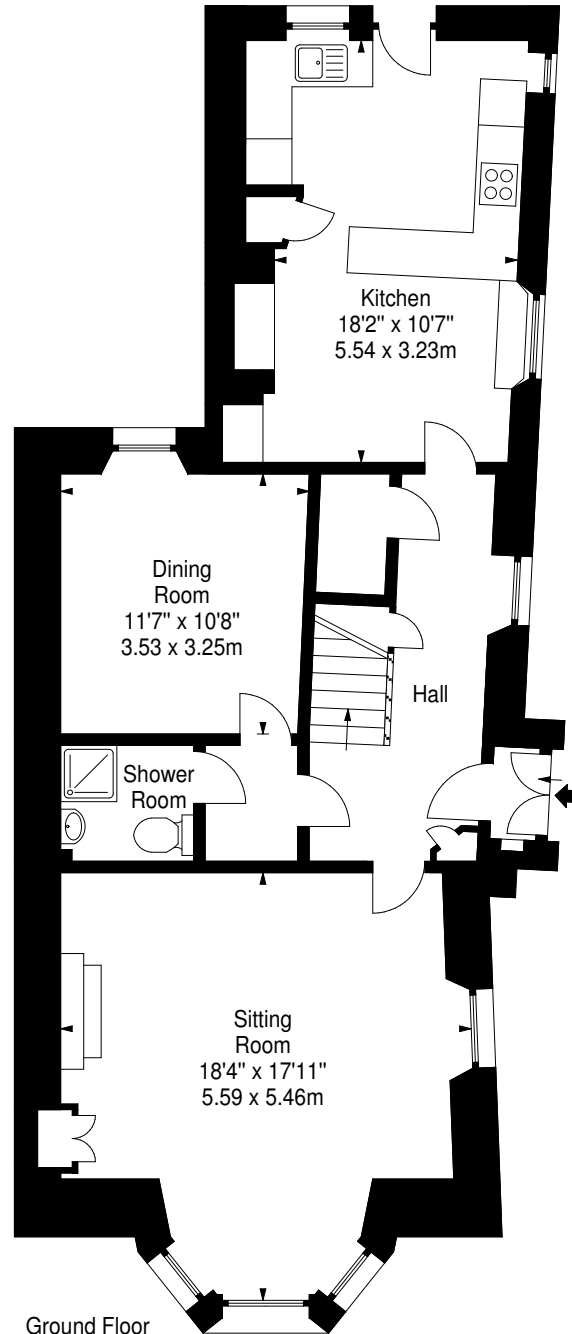 Kitchen
18'2" x 10'7"
5.54 x 3.23m
Dining
Room
11'7" x 10'8"
3.53 x 3.25m
Hall
Shower
Room
Sitting
Room
18'4" x 17'11"
5.59 x 5.46m
Ground Floor